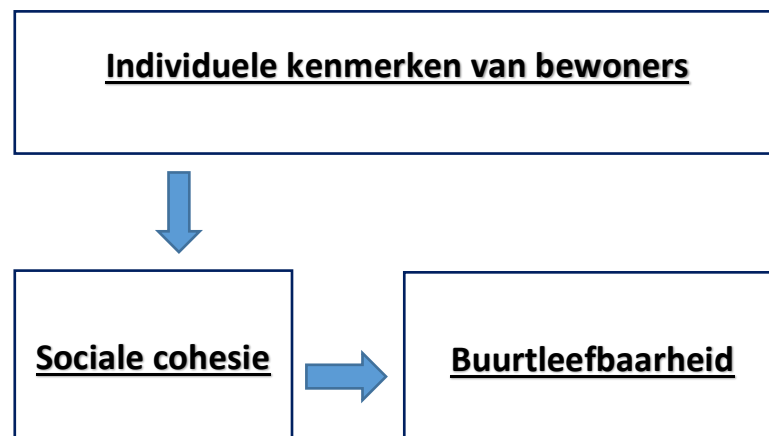 Individuele kenmerken van bewoners
Sociale cohesie
Buurtleefbaarheid